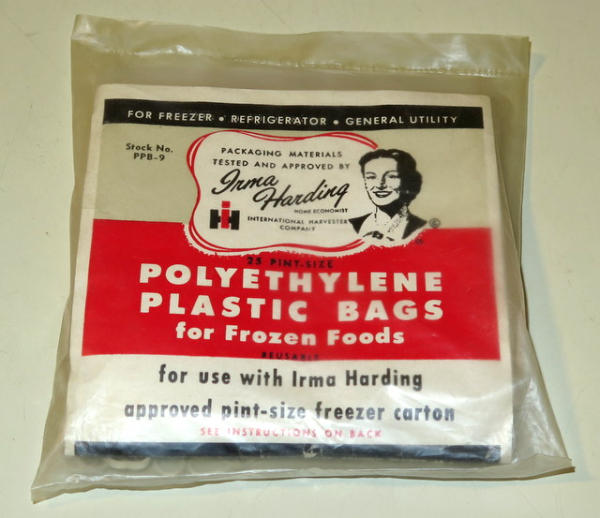 FOR FREEZER • REFRIGERATOR • GENERAL UTILITY
Stock No.
PPB-9
PACKAGING MATERIALS
TESTED AND APPROVED BY
Irma
Harding
HOME ECONOMIST
IH
INTERNATIONAL HARVESTER
COMPANY
®
25 PINT-SIZE
POLYETHYLENE
PLASTIC BAGS
for Frozen Foods
REUSABLE
for use with Irma Harding
approved pint-size freezer carton
SEE INSTRUCTIONS ON BACK